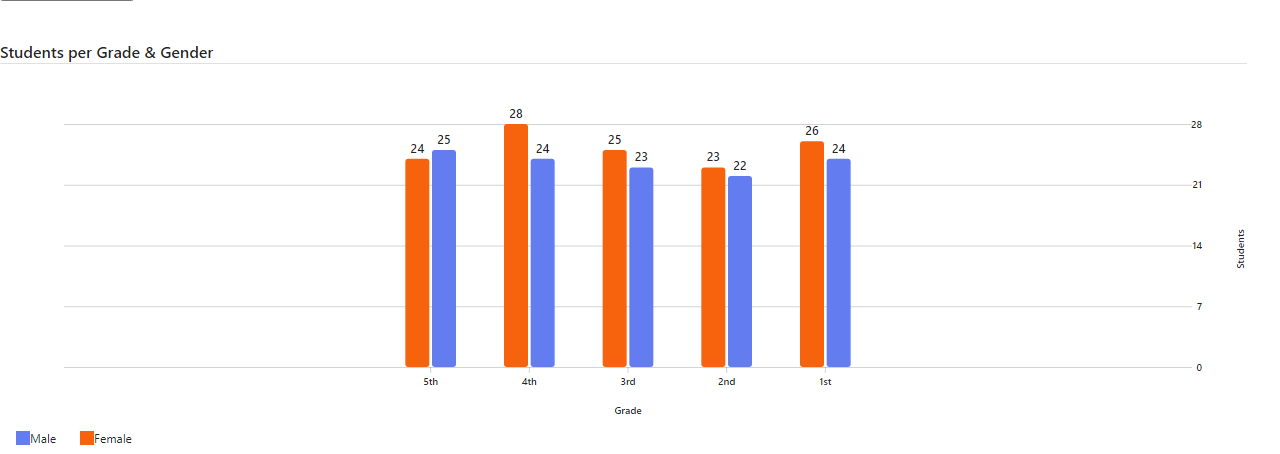 Students per Grade & Gender
28
26
24 25 24 25 23 23 22 24
28
21
14
7
0
Students
5th 4th 3rd 2nd 1st
Grade
Male Female